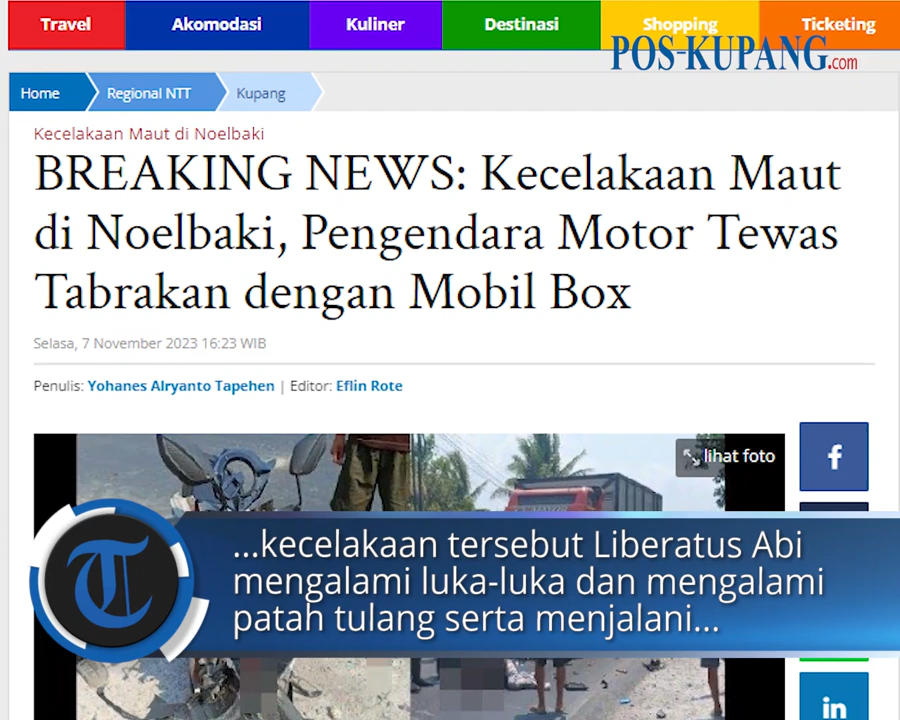 Travel
Akomodasi
Kuliner
Destinasi
Shopping
Ticketing
POS-KUPANG.com
Home
Regional NTT
Kupang
Kecelakaan Maut di Noelbaki
BREAKING NEWS: Kecelakaan Maut
di Noelbaki, Pengendara Motor Tewas
Tabrakan dengan Mobil Box
Selasa, 7 November 2023 16:23 WIB
Penulis: Yohanes Alryanto Tapehen | Editor: Eflin Rote
lihat foto
f
T
...kecelakaan tersebut Liberatus Abi
mengalami luka-luka dan mengalami
patah tulang serta menjalani...
in